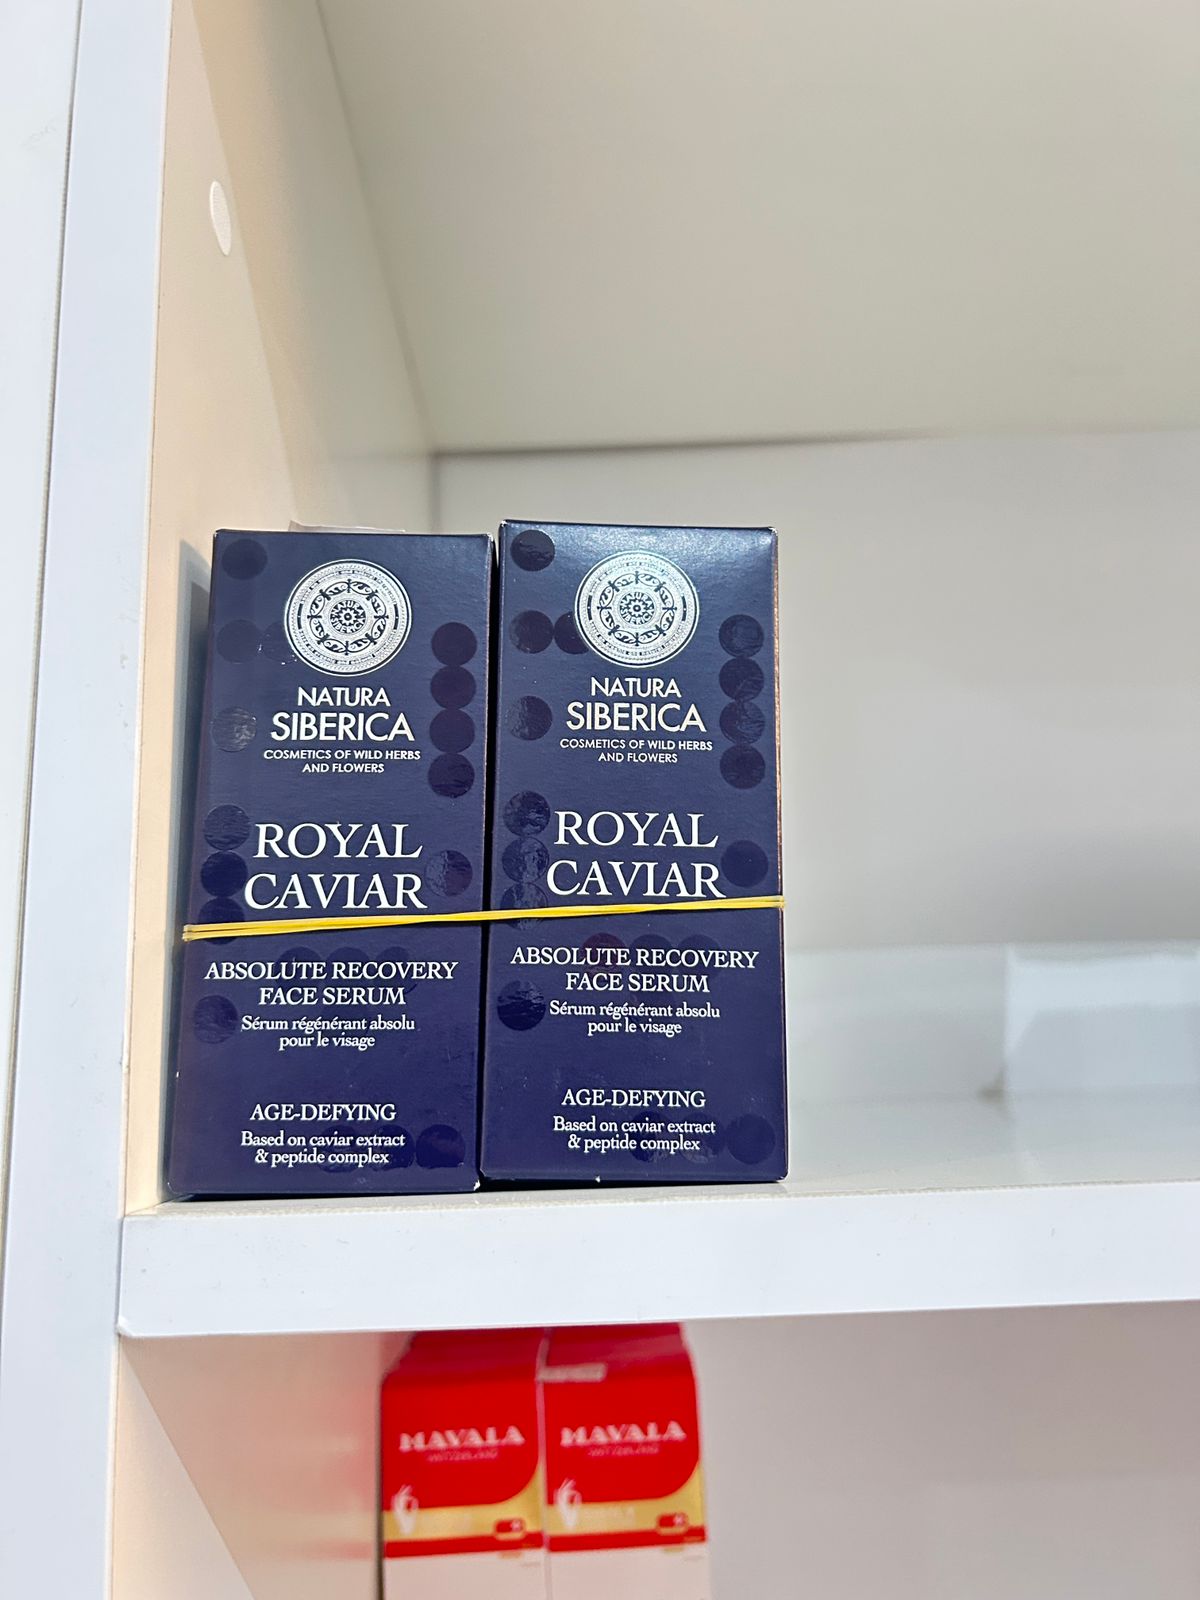 NATURA
SIBERICA
COSMETICS OF WILD HERBS
AND FLOWERS
ROYAL
CAVIAR
ABSOLUTE RECOVERY
FACE SERUM
Sérum régénérant absolu
pour le visage
AGE-DEFYING
Based on caviar extract
& peptide complex
NATURA
SIBERICA
COSMETICS OF WILD HERBS
AND FLOWERS
ROYAL
CAVIAR
ABSOLUTE RECOVERY
FACE SERUM
Sérum régénérant absolu
pour le visage
AGE-DEFYING
Based on caviar extract
& peptide complex
MAVALA
SWITZERLAND
MAVALA
SWITZERLAND